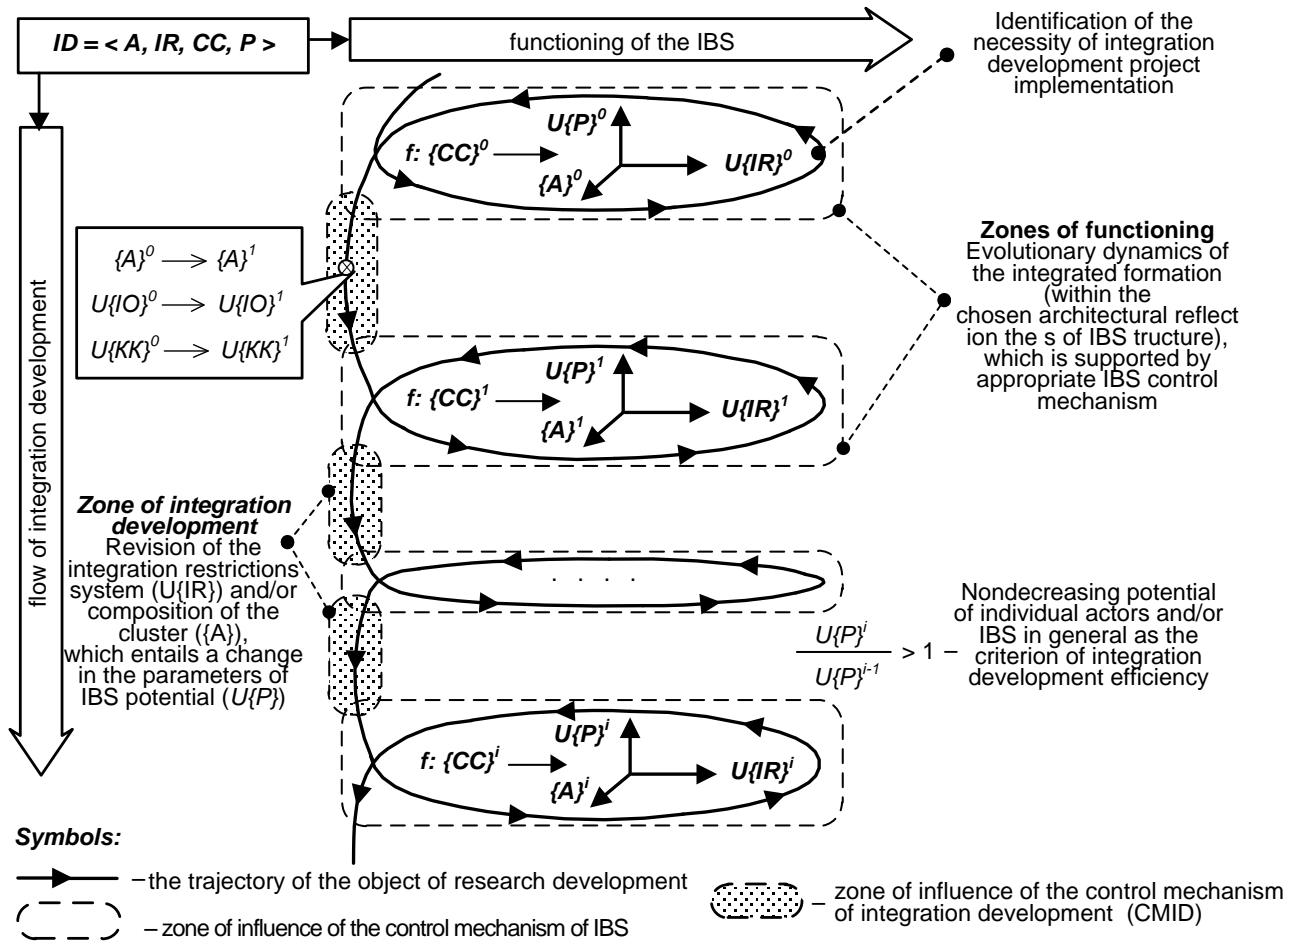 ID = < A, IR, CC, P >
functioning of the IBS
Identification of the
necessity of integration
development project
implementation
U{P}⁰
f: {CC}⁰
U{IR}⁰
{A}⁰
{A}⁰ → {A}¹
U{IO}⁰ → U{IO}¹
U{KK}⁰ → U{KK}¹
Zones of functioning
Evolutionary dynamics of
the integrated formation
(within the
chosen architectural reflect
ion the s of IBS tructure),
which is supported by
appropriate IBS control
mechanism
flow of integration development
U{P}¹
f: {CC}¹
U{IR}¹
{A}¹
Zone of integration
development
Revision of the
integration restrictions
system (U{IR}) and/or
composition of the
cluster ({A}),
which entails a change
in the parameters of
IBS potential (U{P})
. . . .
U{P}ⁱ
U{P}ⁱ⁻¹
> 1 –
Nondecreasing potential
of individual actors and/or
IBS in general as the
criterion of integration
development efficiency
U{P}ⁱ
f: {CC}ⁱ
U{IR}ⁱ
{A}ⁱ
Symbols:
– the trajectory of the object of research development
– zone of influence of the control mechanism of IBS
– zone of influence of the control mechanism
of integration development (CMID)